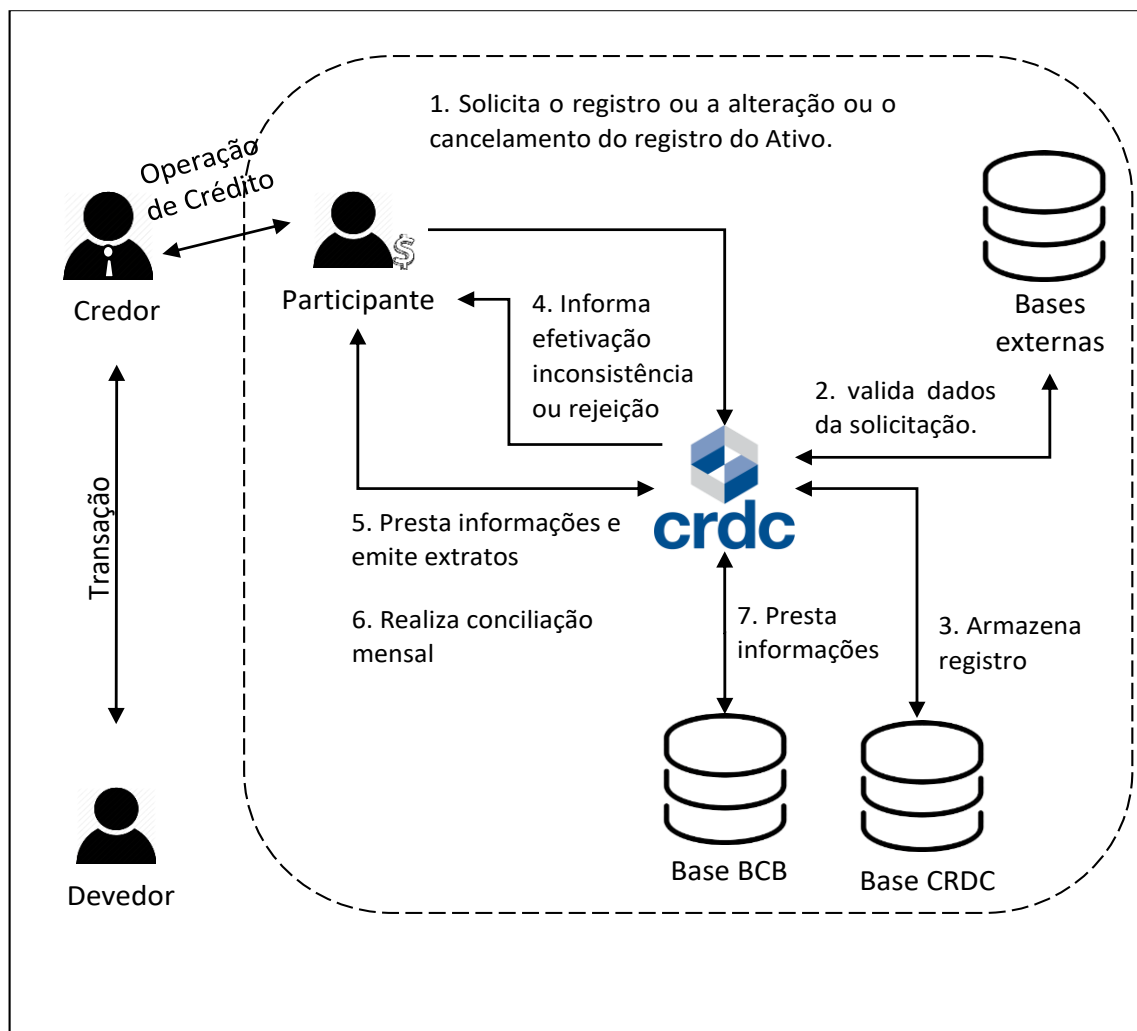 1. Solicita o registro ou a alteração ou o
cancelamento do registro do Ativo.
Operação
de Crédito
Credor
Participante
4. Informa
efetivação
inconsistência
ou rejeição
Bases
externas
2. valida dados
da solicitação.
crdc
Transação
5. Presta informações e
emite extratos
6. Realiza conciliação
mensal
7. Presta
informações
3. Armazena
registro
Devedor
Base BCB
Base CRDC